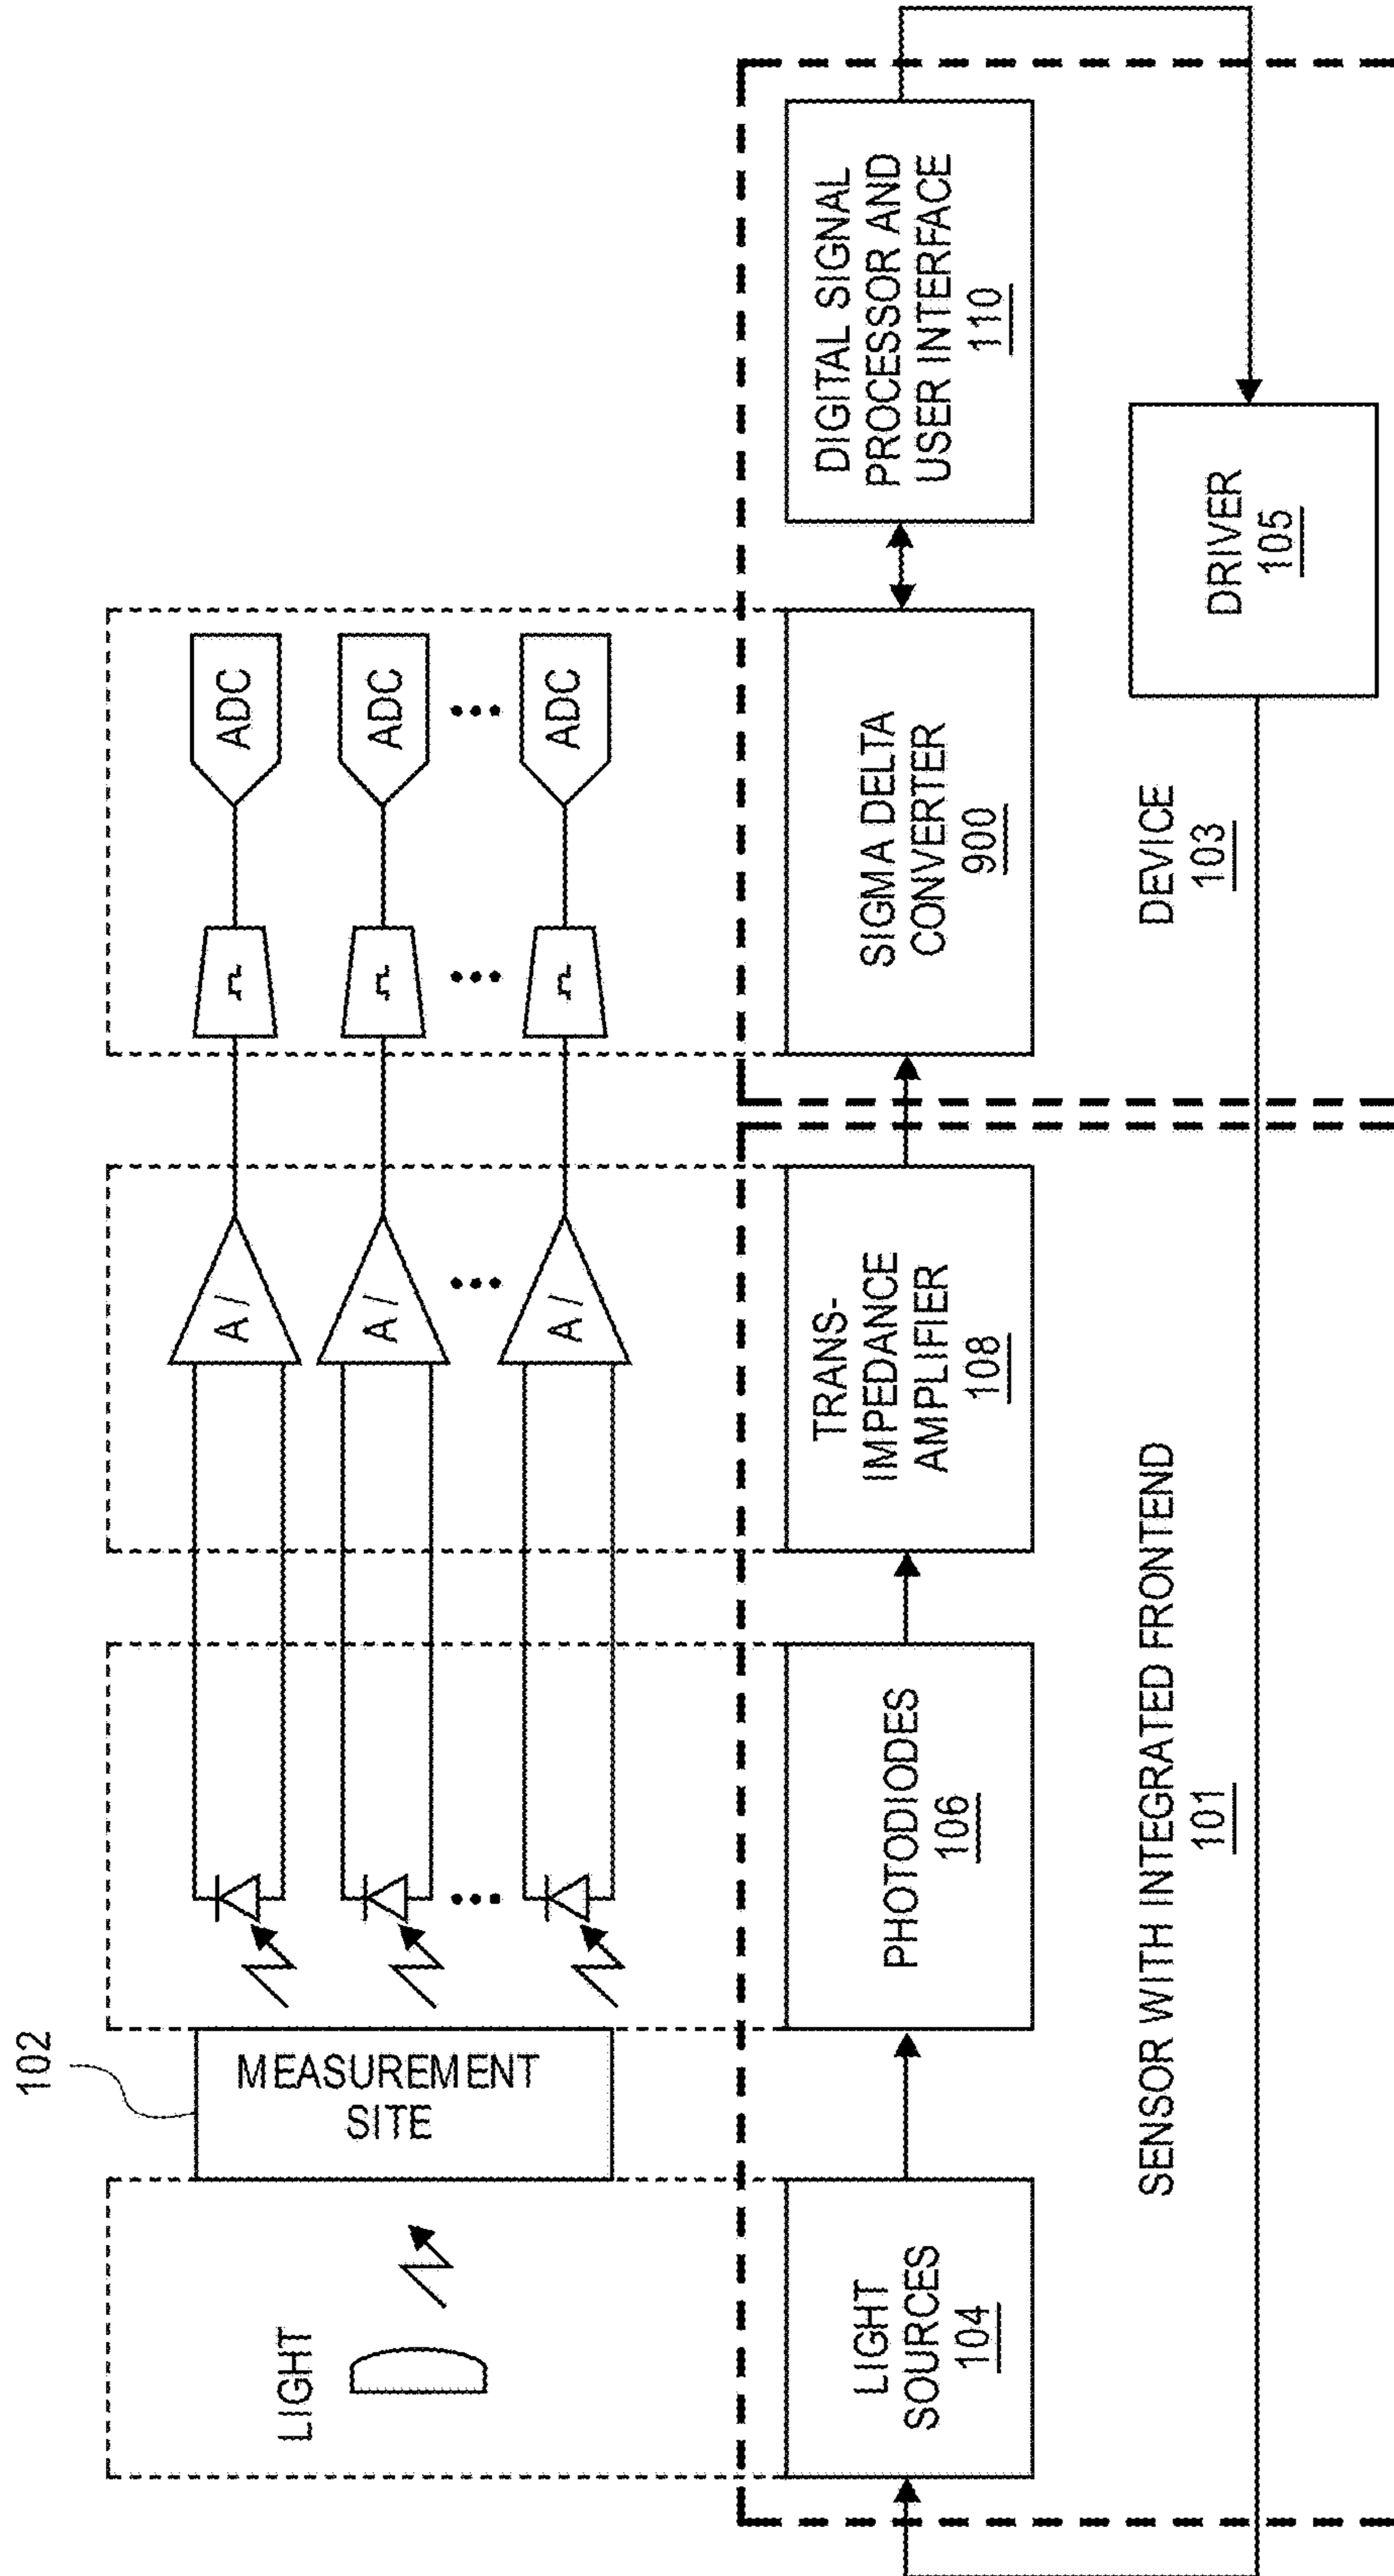 102
LIGHT
MEASUREMENT
SITE
A /
A /
A /
ADC
ADC
ADC
LIGHT
SOURCES
104
PHOTODIODES
106
TRANS-
IMPEDANCE
AMPLIFIER
108
SIGMA DELTA
CONVERTER
900
DIGITAL SIGNAL
PROCESSOR AND
USER INTERFACE
110
SENSOR WITH INTEGRATED FRONTEND
101
DEVICE
103
DRIVER
105